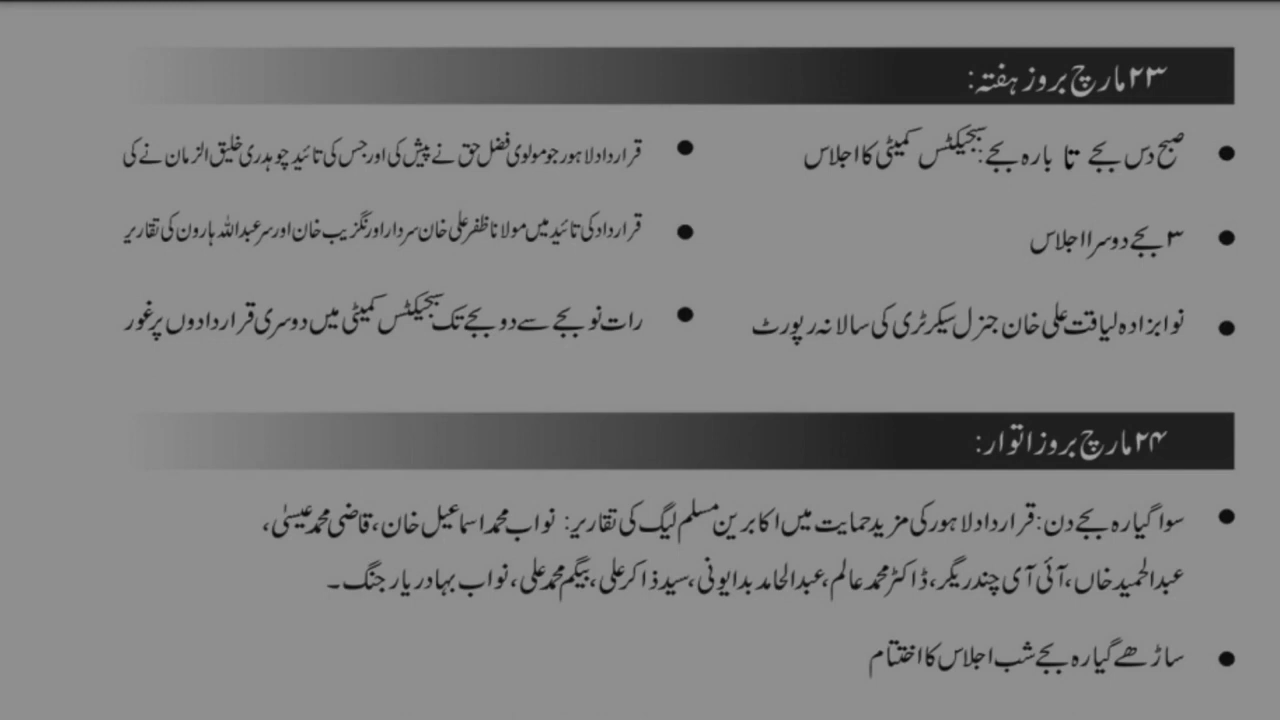 ۲۳ مارچ بروز ہفتہ:
صبح دس بجے تا بارہ بجے: سبجیکٹس کمیٹی کا اجلاس
۳ بجے دوسرا اجلاس
نوابزادہ لیاقت علی خان جنرل سیکرٹری کی سالانہ رپورٹ
قرارداد لاہور جو مولوی فضل حق نے پیش کی اور جس کی تائید چوہدری خلیق الزمان نے کی
قرارداد کی تائید میں مولانا ظفر علی خان سردار اورنگزیب خان اور سر عبداللہ ہارون کی تقاریر
رات نو بجے سے دو بجے تک سبجیکٹس کمیٹی میں دوسری قراردادوں پر غور
۲۴ مارچ بروز اتوار:
سوا گیارہ بجے دن: قرارداد لاہور کی مزید حمایت میں اکابرین مسلم لیگ کی تقاریر: نواب محمد اسماعیل خان، قاضی محمد عیسیٰ،
عبدالحمید خاں، آئی آی چندریگر، ڈاکٹر محمد عالم، عبدالحامد بدایونی، سید ذاکر علی، بیگم محمد علی، نواب بہادر یار جنگ۔
ساڑھے گیارہ بجے شب اجلاس کا اختتام